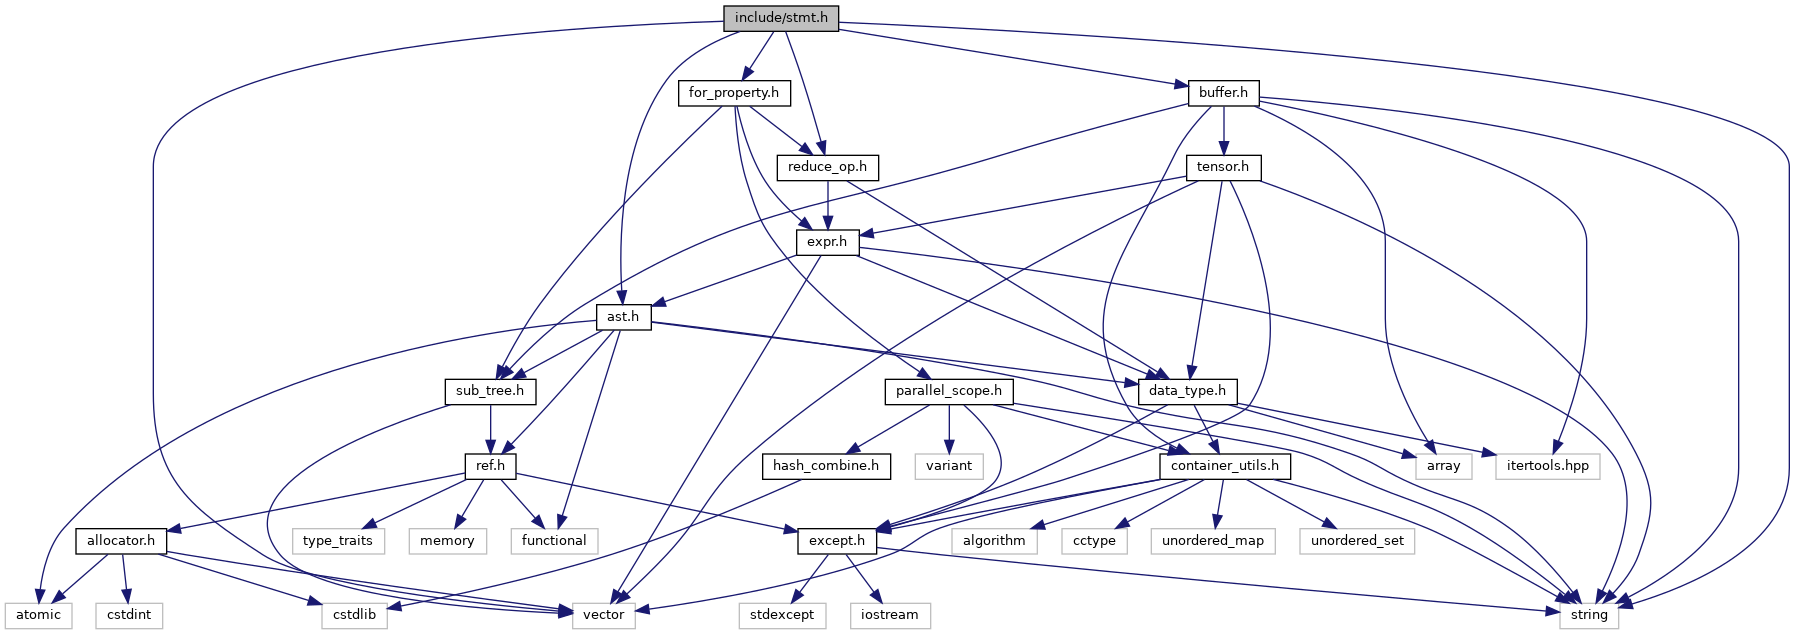 include/stmt.h
for_property.h
buffer.h
reduce_op.h
tensor.h
expr.h
ast.h
sub_tree.h
parallel_scope.h
data_type.h
ref.h
hash_combine.h
variant
container_utils.h
array
itertools.hpp
allocator.h
type_traits
memory
functional
except.h
algorithm
cctype
unordered_map
unordered_set
atomic
cstdint
cstdlib
vector
stdexcept
iostream
string